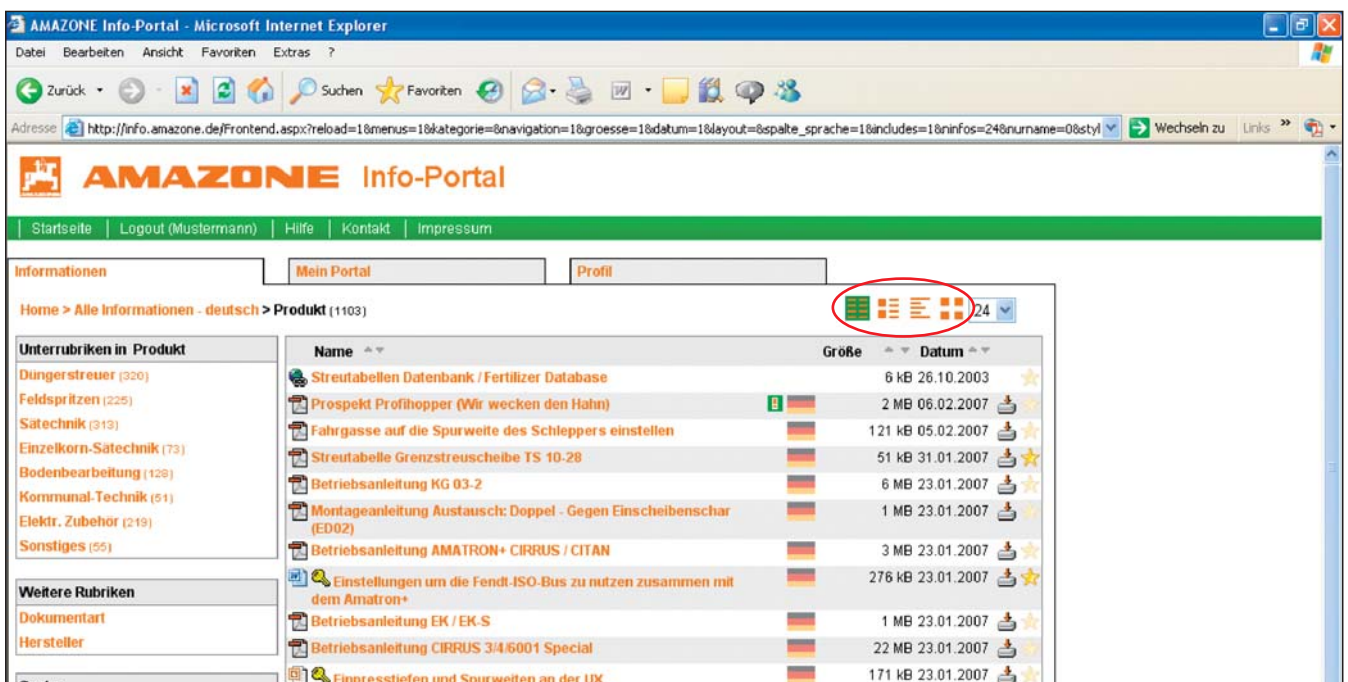 AMAZONE Info-Portal - Microsoft Internet Explorer
Datei Bearbeiten Ansicht Favoriten Extras ?
Zurück Suchen Favoriten
Adresse http://info.amazone.de/Frontend.aspx?reload=1&menus=1&kategorie=&navigation=1&groesse=1&datum=1&layout=&spalte_sprache=1&includes=1&ninfos=24&nurname=0&styl Wechseln zu Links »
AMAZONE Info-Portal
Startseite | Logout (Mustermann) | Hilfe | Kontakt | Impressum
Informationen Mein Portal Profil
Home > Alle Informationen - deutsch > Produkt (1103) 24
Unterrubriken in Produkt
Düngerstreuer (320)
Feldspritzen (225)
Sätechnik (313)
Einzelkorn-Sätechnik (73)
Bodenbearbeitung (128)
Kommunal-Technik (51)
Elektr. Zubehör (219)
Sonstiges (55)
Weitere Rubriken
Dokumentart
Hersteller
Name Größe Datum
Streutabellen Datenbank / Fertilizer Database 6 kB 26.10.2003
Prospekt Profihopper (Wir wecken den Hahn) 2 MB 06.02.2007
Fahrgasse auf die Spurweite des Schleppers einstellen 121 kB 05.02.2007
Streutabelle Grenzstreuscheibe TS 10-28 51 kB 31.01.2007
Betriebsanleitung KG 03-2 6 MB 23.01.2007
Montageanleitung Austausch: Doppel - Gegen Einscheibenschar 1 MB 23.01.2007
(ED02)
Betriebsanleitung AMATRON+ CIRRUS / CITAN 3 MB 23.01.2007
Einstellungen um die Fendt-ISO-Bus zu nutzen zusammen mit 276 kB 23.01.2007
dem Amatron+
Betriebsanleitung EK / EK-S 1 MB 23.01.2007
Betriebsanleitung CIRRUS 3/4/6001 Special 22 MB 23.01.2007
Einpresstiefen und Spurweiten an der UX 171 kB 23.01.2007